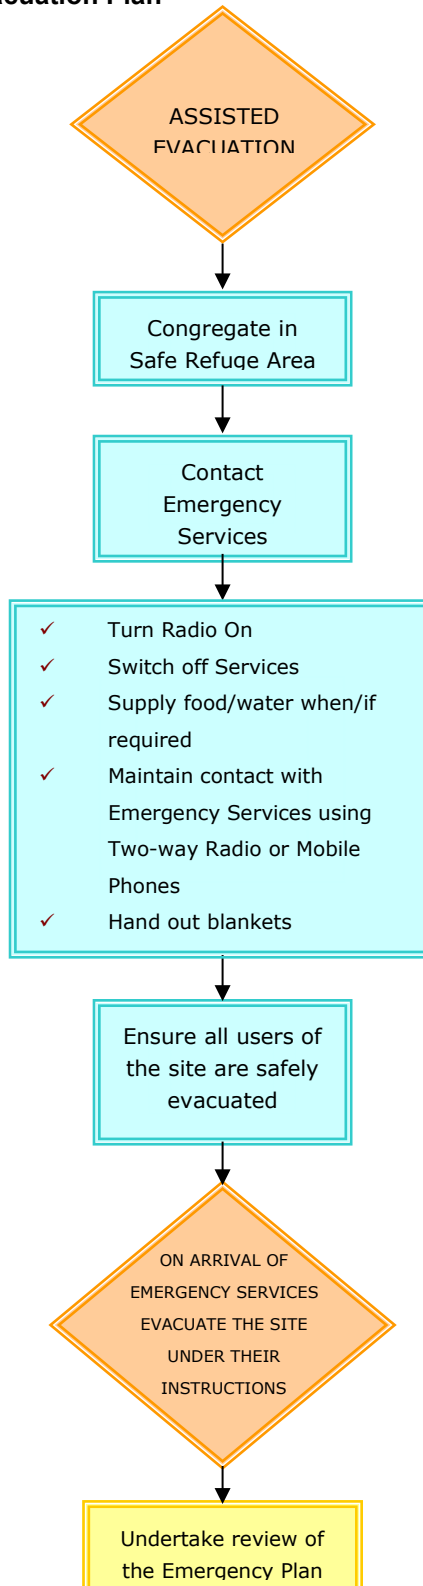 acuation Plan
ASSISTED
EVACUATION
Congregate in
Safe Refuge Area
Contact
Emergency
Services
✓ Turn Radio On
✓ Switch off Services
✓ Supply food/water when/if
required
✓ Maintain contact with
Emergency Services using
Two-way Radio or Mobile
Phones
✓ Hand out blankets
Ensure all users of
the site are safely
evacuated
ON ARRIVAL OF
EMERGENCY SERVICES
EVACUATE THE SITE
UNDER THEIR
INSTRUCTIONS
Undertake review of
the Emergency Plan